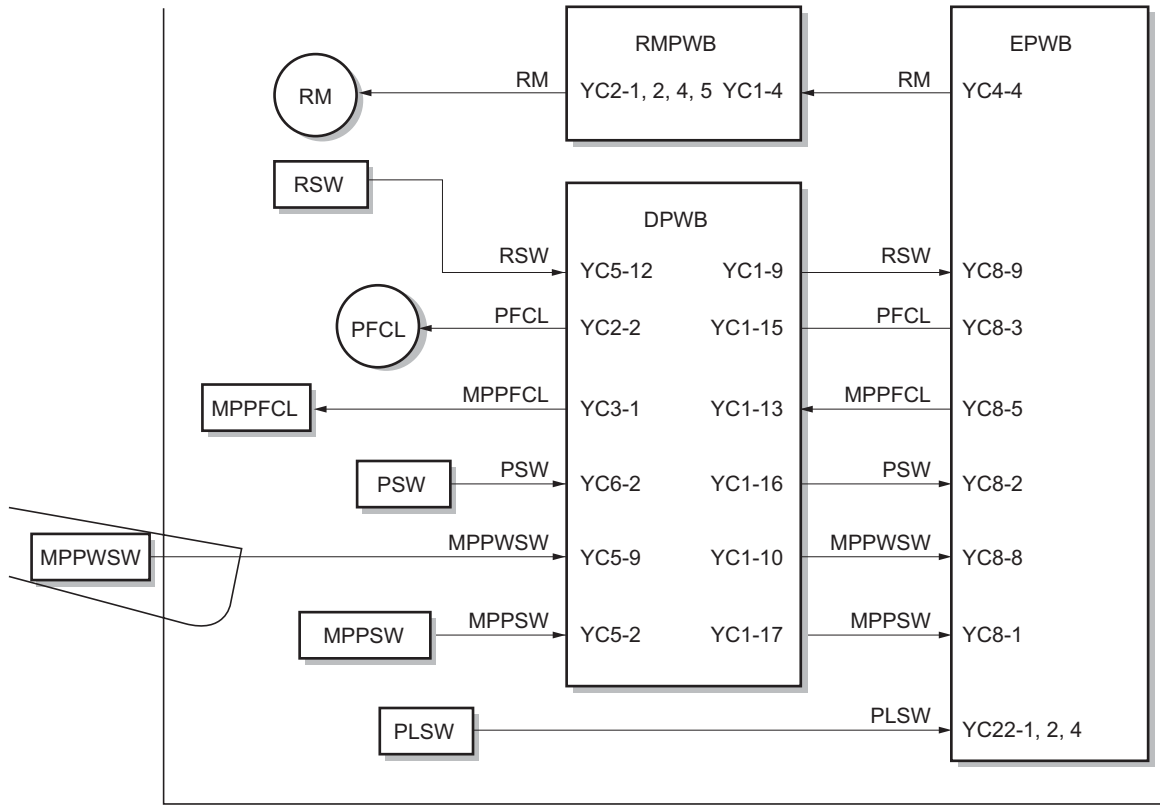 RMPWB EPWB
RM RM YC2-1, 2, 4, 5 YC1-4 RM YC4-4
RSW
DPWB
RSW YC5-12 YC1-9 RSW YC8-9
PFCL PFCL YC2-2 YC1-15 PFCL YC8-3
MPPFCL MPPFCL YC3-1 YC1-13 MPPFCL YC8-5
PSW PSW YC6-2 YC1-16 PSW YC8-2
MPPWSW MPPWSW YC5-9 YC1-10 MPPWSW YC8-8
MPPSW MPPSW YC5-2 YC1-17 MPPSW YC8-1
PLSW PLSW YC22-1, 2, 4